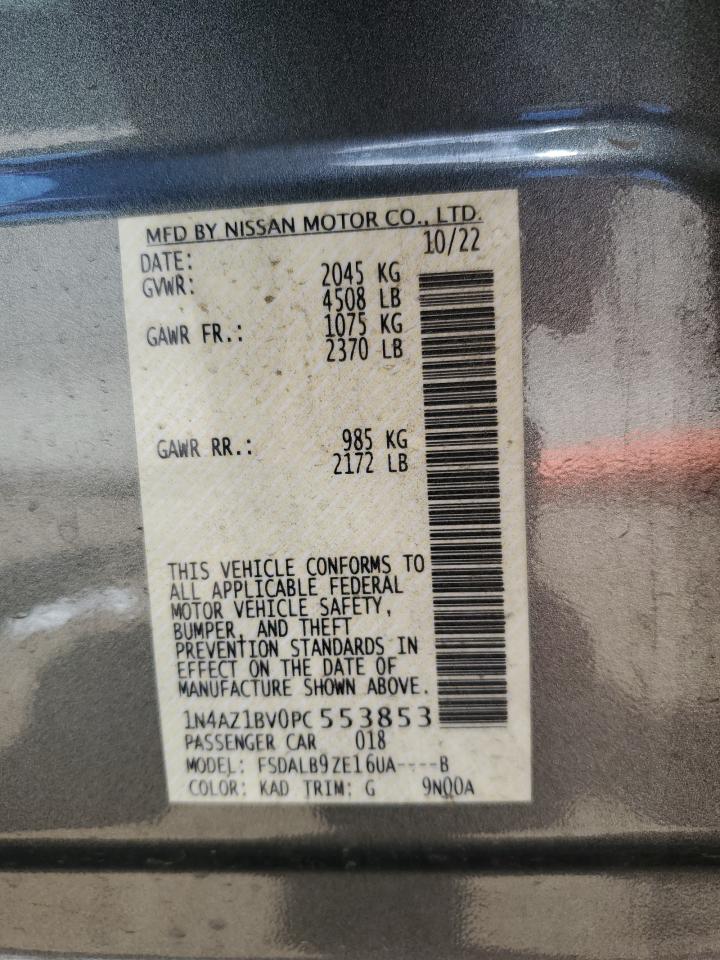 MFD BY NISSAN MOTOR CO., LTD.
DATE: 10/22
GVWR: 2045 KG
4508 LB
GAWR FR.: 1075 KG
2370 LB
GAWR RR.: 985 KG
2172 LB
THIS VEHICLE CONFORMS TO
ALL APPLICABLE FEDERAL
MOTOR VEHICLE SAFETY,
BUMPER, AND THEFT
PREVENTION STANDARDS IN
EFFECT ON THE DATE OF
MANUFACTURE SHOWN ABOVE.
1N4AZ1BV0PC553853
PASSENGER CAR 018
MODEL: FSDALB9ZE16UA----B
COLOR: KAD TRIM: G 9N00A